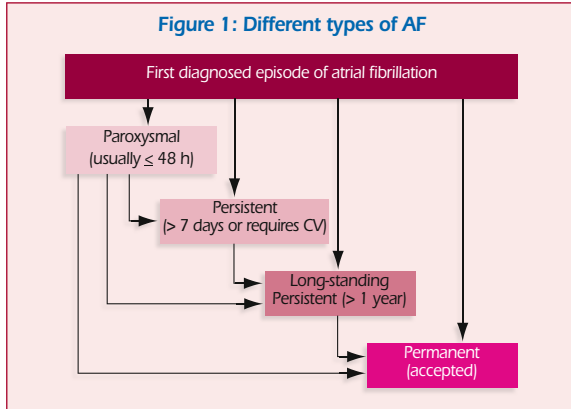 Figure 1: Different types of AF
First diagnosed episode of atrial fibrillation
Paroxysmal
(usually ≤ 48 h)
Persistent
(> 7 days or requires CV)
Long-standing
Persistent (> 1 year)
Permanent
(accepted)